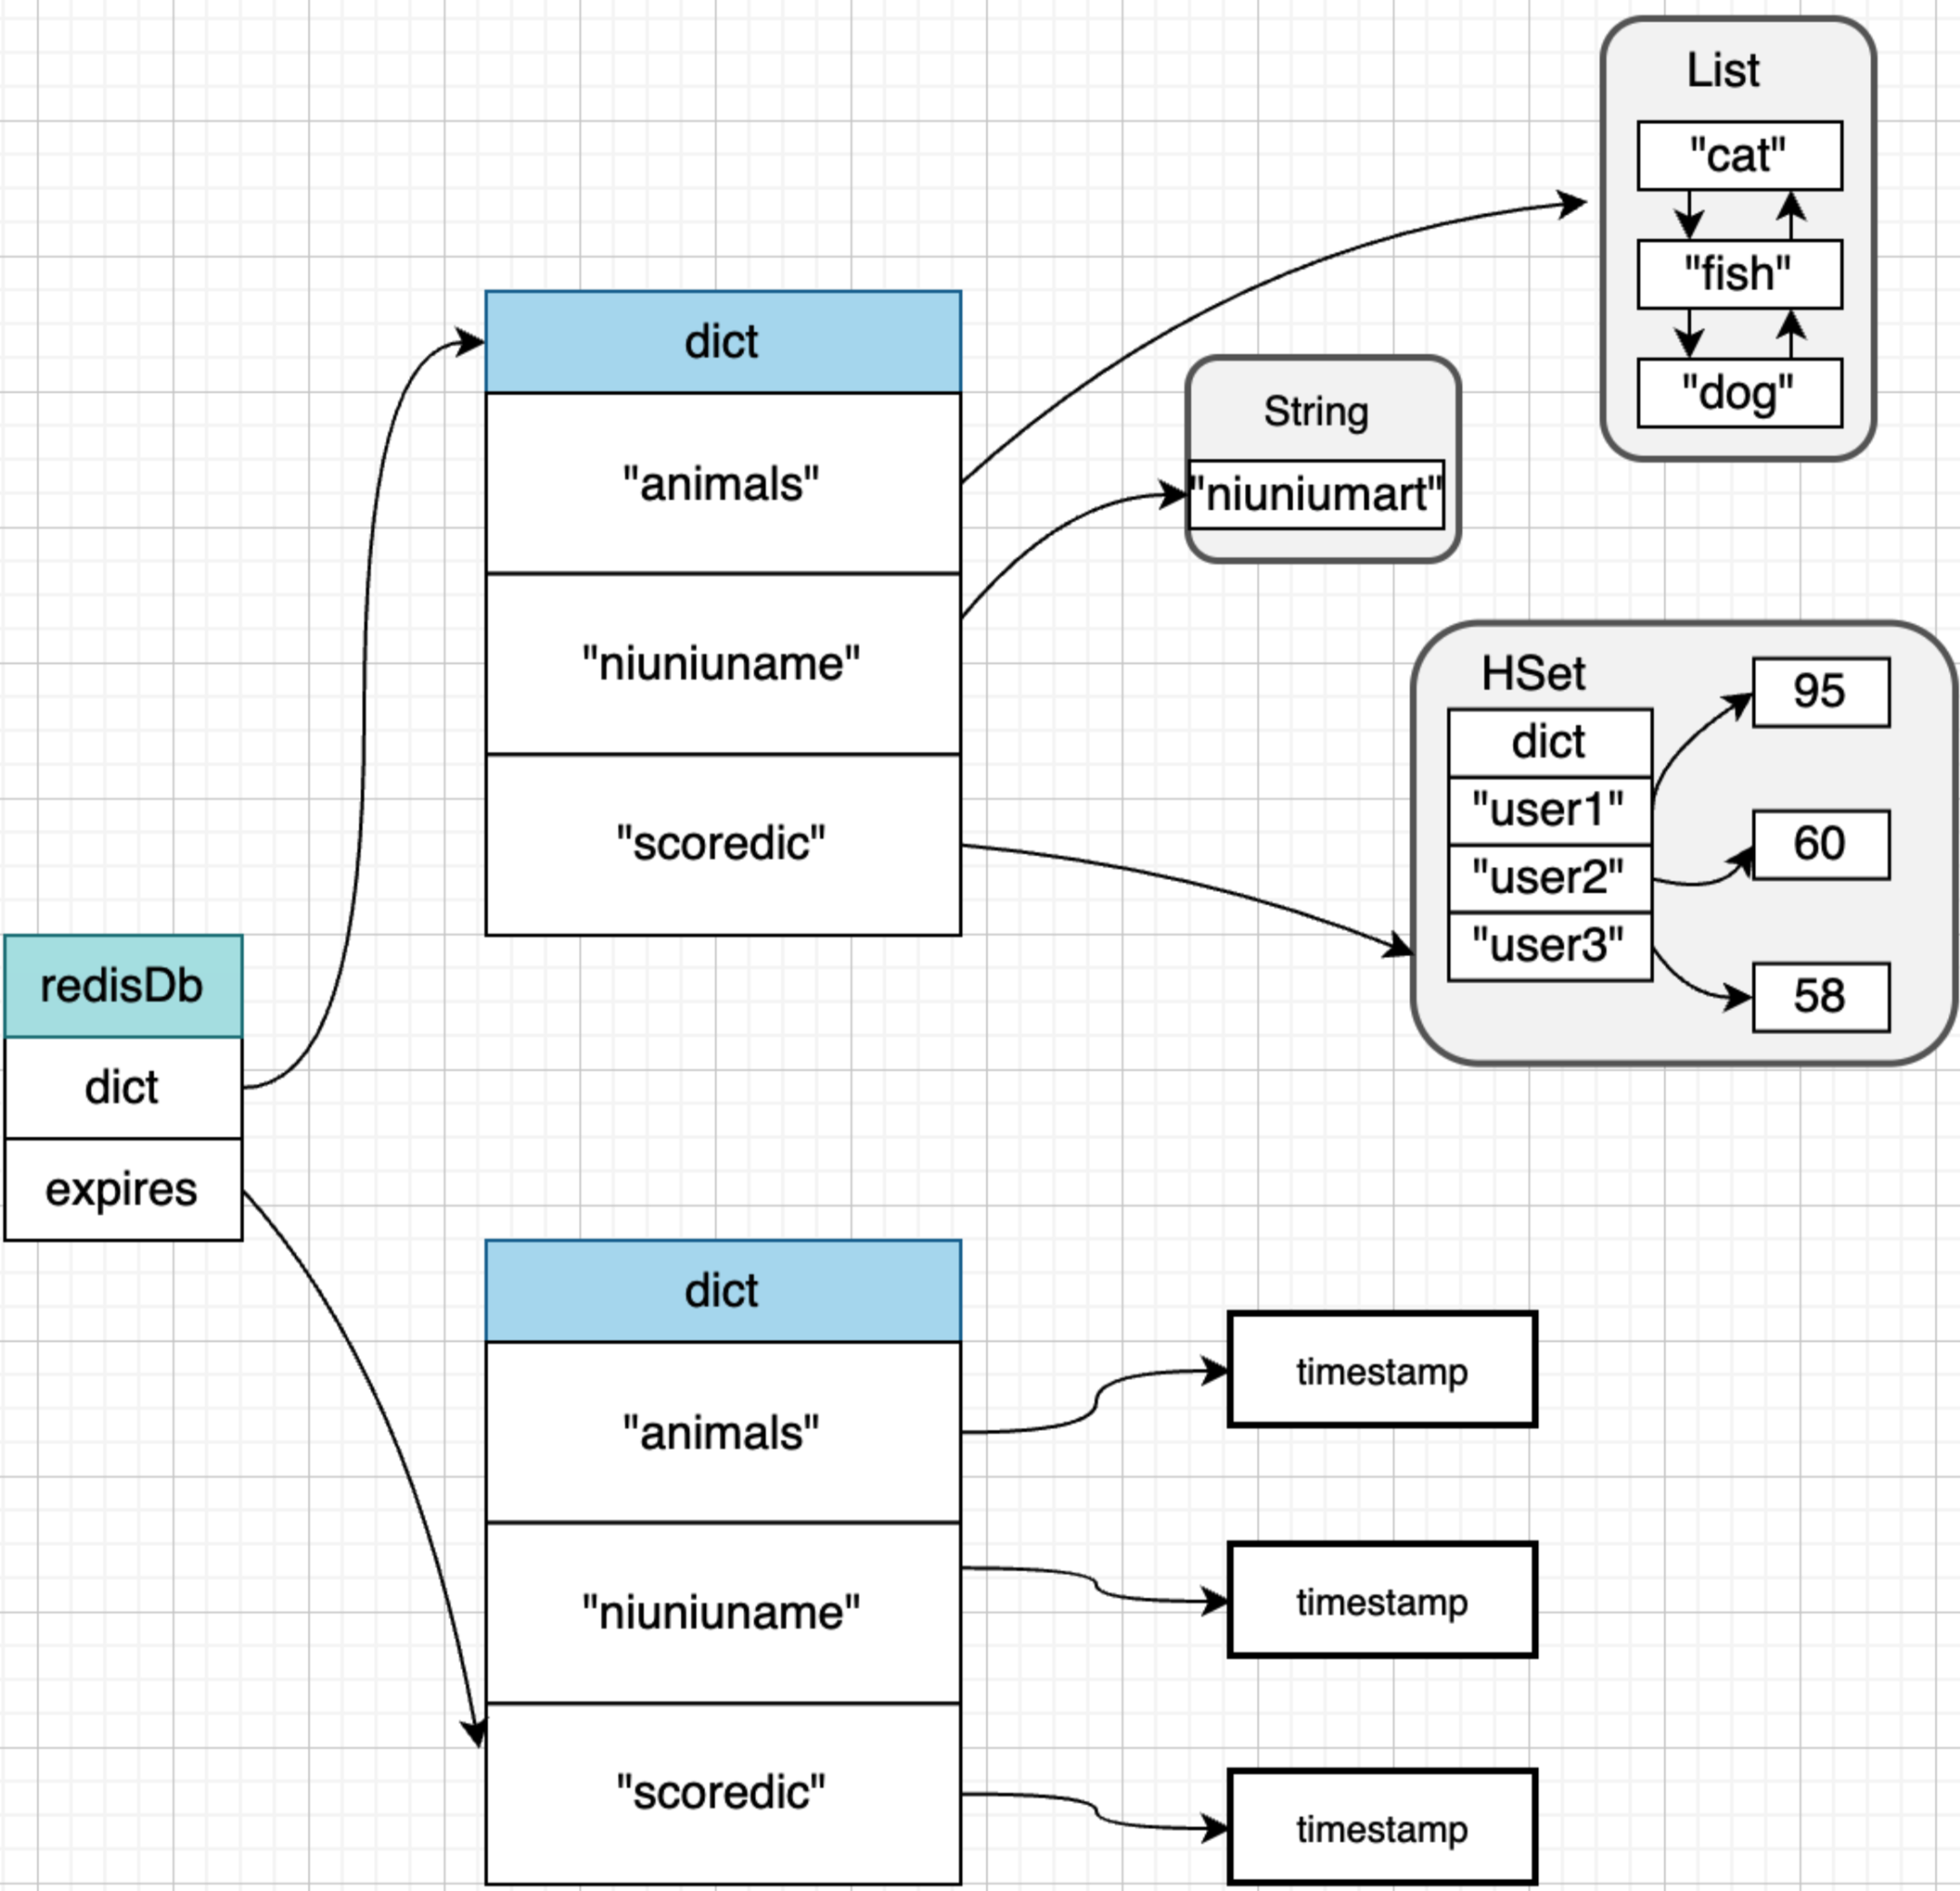 List
"cat"
"fish"
"dog"
dict
"animals"
"niuniuname"
"scoredic"
String
"niuniumart"
HSet
dict
"user1"
"user2"
"user3"
95
60
58
redisDb
dict
expires
dict
"animals"
"niuniuname"
"scoredic"
timestamp
timestamp
timestamp